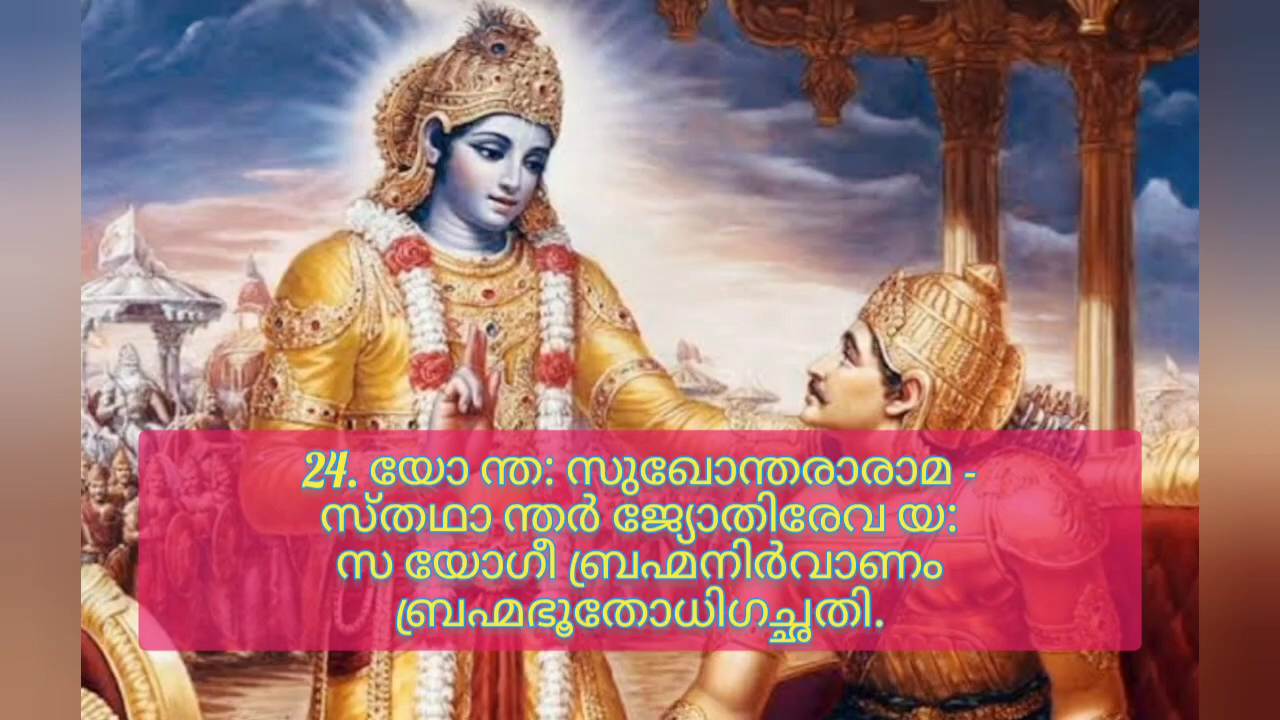 24. യോ ന്ത: സുഖോന്തരാരാമ -
സ്തഥാ ന്തർ ജ്യോതിരേവ യ:
സ യോഗീ ബ്രഹ്മനിർവാണം
ബ്രഹ്മഭൂതോധിഗച്ഛതി.